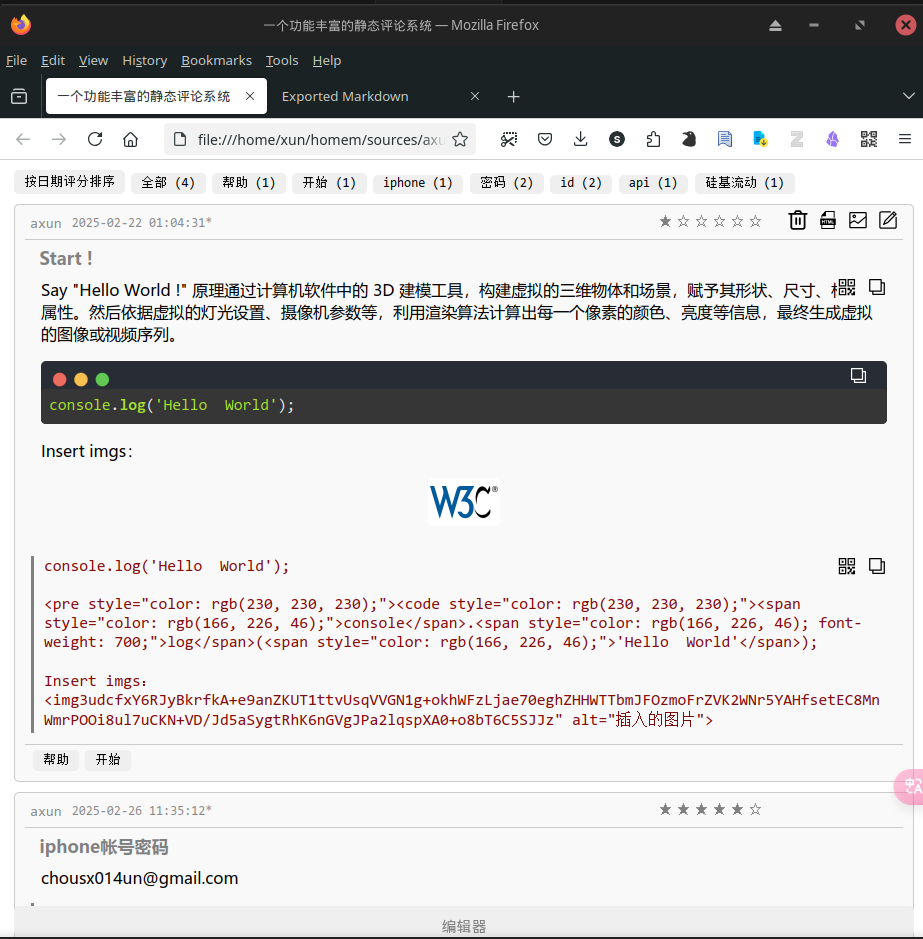 一个功能丰富的静态评论系统 — Mozilla Firefox
File Edit View History Bookmarks Tools Help
一个功能丰富的静态评论系统 Exported Markdown
file:///home/xun/homem/sources/axu
按日期评分排序 全部 (4) 帮助 (1) 开始 (1) iphone (1) 密码 (2) id (2) api (1) 硅基流动 (1)
axun 2025-02-22 01:04:31*
Start !
Say "Hello World !" 原理通过计算机软件中的 3D 建模工具，构建虚拟的三维物体和场景，赋予其形状、尺寸、
属性。然后依据虚拟的灯光设置、摄像机参数等，利用渲染算法计算出每一个像素的颜色、亮度等信息，最终生成虚拟
的图像或视频序列。
console.log('Hello  World');
Insert imgs：
W3C®
console.log('Hello  World');
<pre style="color: rgb(230, 230, 230);"><code style="color: rgb(230, 230, 230);"><span
style="color: rgb(166, 226, 46);">console</span>.<span style="color: rgb(166, 226, 46); font-
weight: 700;">log</span>(<span style="color: rgb(166, 226, 46);">'Hello  World'</span>);
Insert imgs：
<img3udcfxY6RJyBkrfkA+e9anZKUT1ttvUsqVVGN1g+okhWFzLjae70eghZHHWTTbmJFOzmoFrZVK2WNr5YAHfsetEC8Mn
WmrPOOi8ul7uCKN+VD/Jd5aSygtRhK6nGVgJPa2lqspXA0+o8bT6C5SJJz" alt="插入的图片">
帮助 开始
axun 2025-02-26 11:35:12*
iphone帐号密码
chousx014un@gmail.com
编辑器